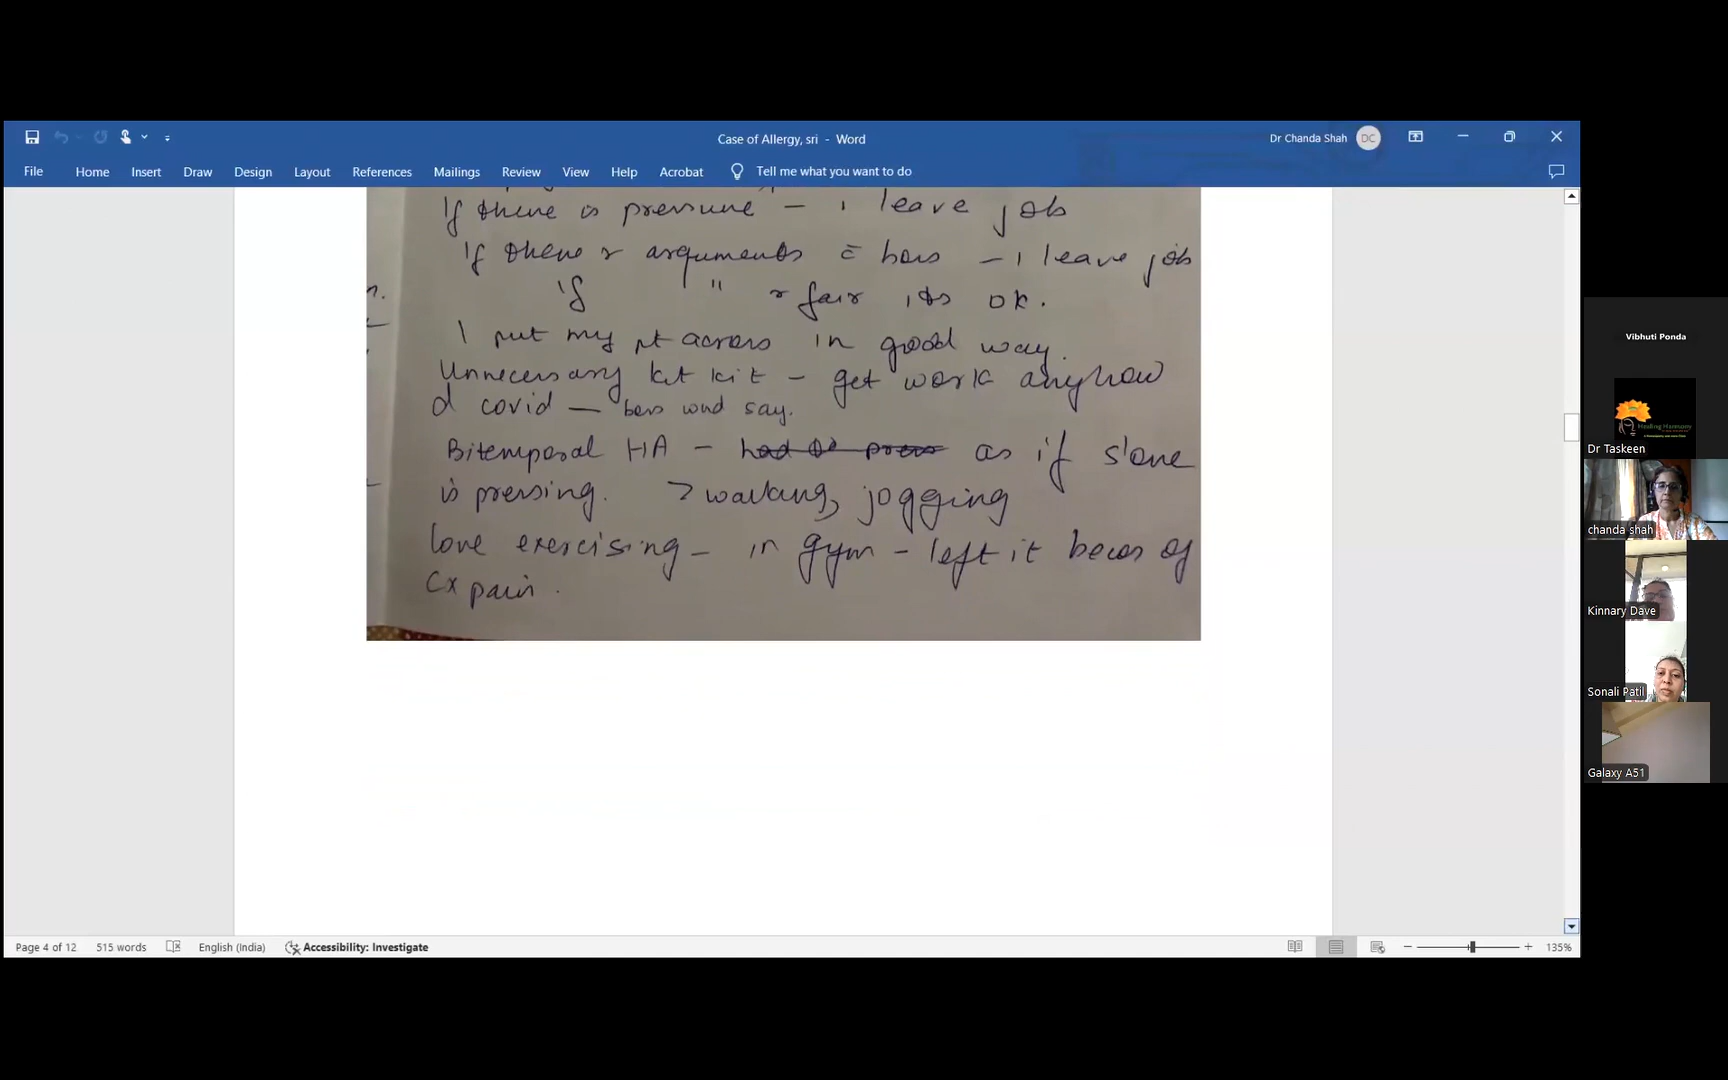 Case of Allergy, sri - Word
Dr Chanda Shah
DC
File Home Insert Draw Design Layout References Mailings Review View Help Acrobat Tell me what you want to do
If there is pressure - I leave job
If there r arguments c̄ boss - I leave job
if " r fair its ok.
I put my pt across in good way.
Unnecessary kit kit - get work anyhow
d covid - boss wud say.
Bitemporal HA - as if s'one
is pressing. > walking, jogging
love exercising - in gym - left it becos of
Cx pain.
Vibhuti Ponda
Healing Harmony
Dr Taskeen
chanda shah
Kinnary Dave
Sonali Patil
Galaxy A51
Page 4 of 12 515 words English (India) Accessibility: Investigate 135%